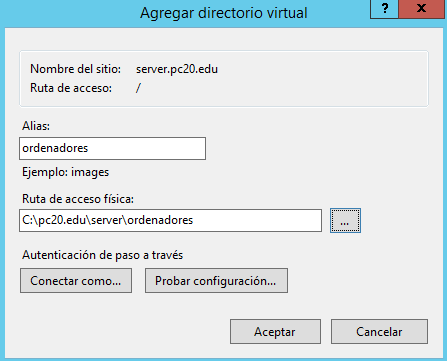 Agregar directorio virtual
? X
Nombre del sitio: server.pc20.edu
Ruta de acceso: /
Alias:
ordenadores
Ejemplo: images
Ruta de acceso física:
C:\pc20.edu\server\ordenadores
...
Autenticación de paso a través
Conectar como... Probar configuración...
Aceptar Cancelar